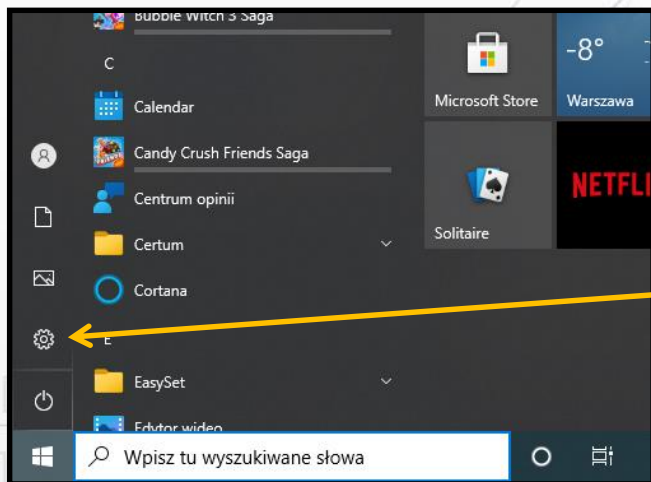 Bubble Witch 3 Saga
C
Calendar
Candy Crush Friends Saga
Centrum opinii
Certum
Cortana
E
EasySet
Edytor wideo
Microsoft Store
-8°
Warszawa
Solitaire
NETFLI
Wpisz tu wyszukiwane słowa